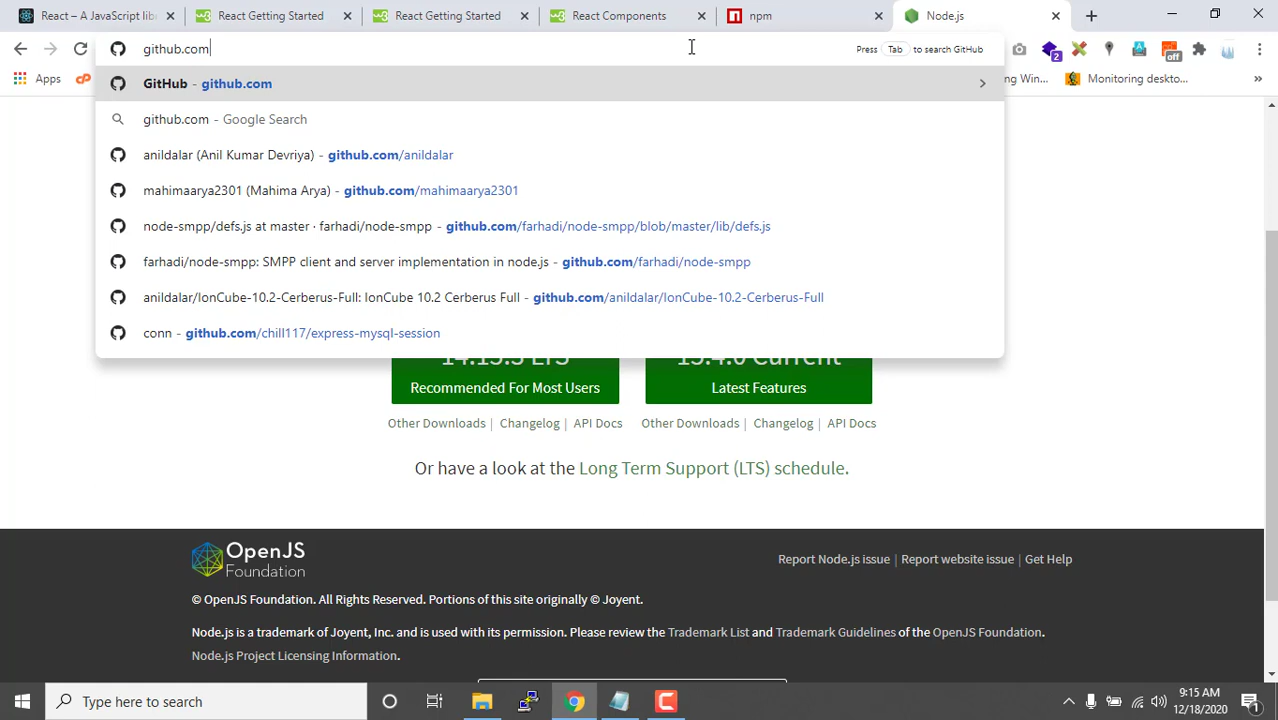 React – A JavaScript lib
React Getting Started
React Getting Started
React Components
npm
Node.js
github.com
Press Tab to search GitHub
2
off
Apps
cP
ng Win...
Monitoring deskto...
»
GitHub - github.com
github.com - Google Search
anildalar (Anil Kumar Devriya) - github.com/anildalar
mahimaarya2301 (Mahima Arya) - github.com/mahimaarya2301
node-smpp/defs.js at master · farhadi/node-smpp - github.com/farhadi/node-smpp/blob/master/lib/defs.js
farhadi/node-smpp: SMPP client and server implementation in node.js - github.com/farhadi/node-smpp
anildalar/IonCube-10.2-Cerberus-Full: IonCube 10.2 Cerberus Full - github.com/anildalar/IonCube-10.2-Cerberus-Full
conn - github.com/chill117/express-mysql-session
LTS
Current
Recommended For Most Users
Latest Features
Other Downloads | Changelog | API Docs
Other Downloads | Changelog | API Docs
Or have a look at the Long Term Support (LTS) schedule.
OpenJS
Foundation
Report Node.js issue | Report website issue | Get Help
© OpenJS Foundation. All Rights Reserved. Portions of this site originally © Joyent.
Node.js is a trademark of Joyent, Inc. and is used with its permission. Please review the Trademark List and Trademark Guidelines of the OpenJS Foundation.
Node.js Project Licensing Information.
Type here to search
9:15 AM
12/18/2020
1